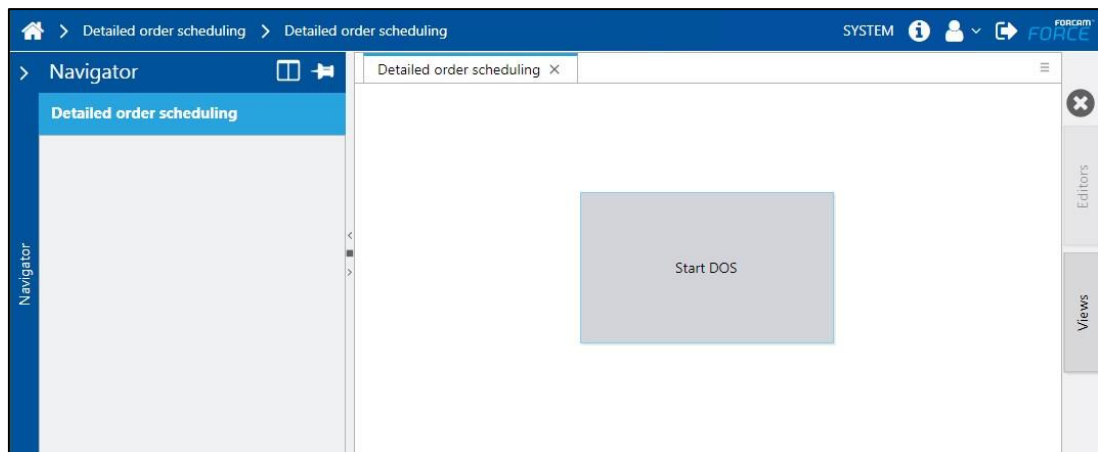 Detailed order scheduling Detailed order scheduling SYSTEM FORCAM FORCE
Navigator
Detailed order scheduling ×
Detailed order scheduling
Editors
Start DOS
Navigator
Views